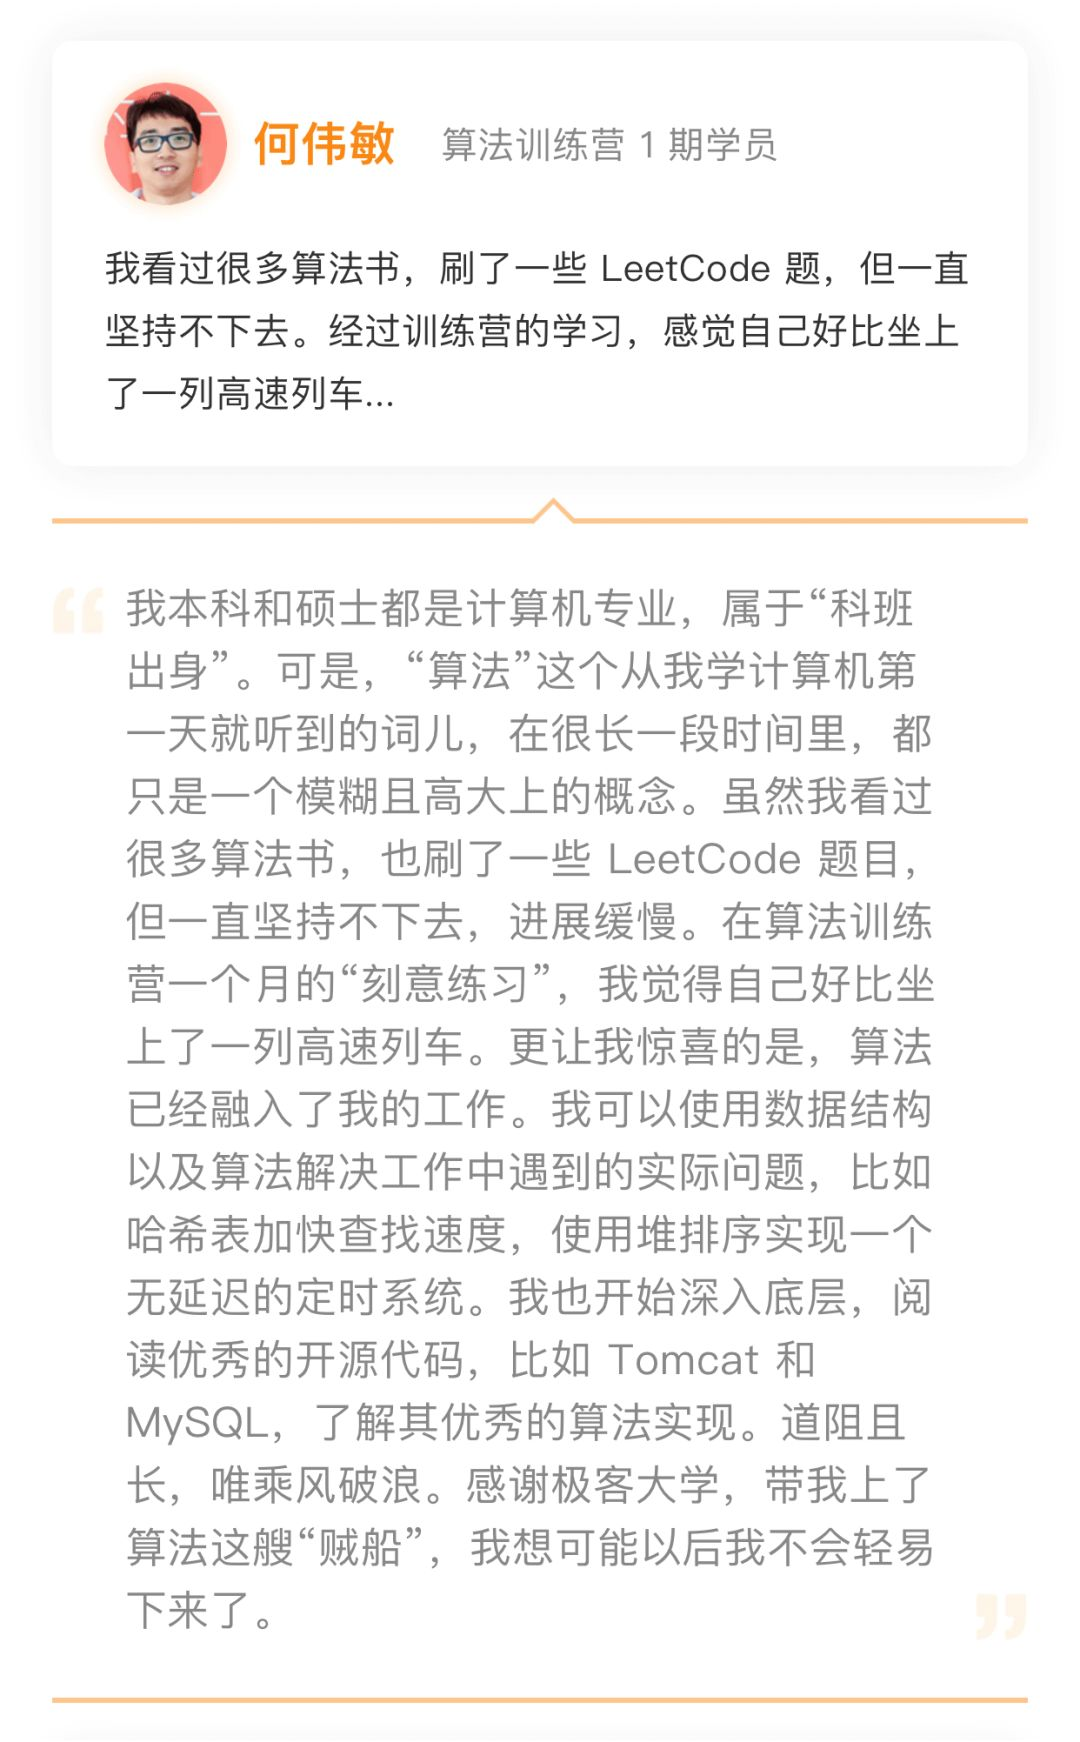 何伟敏 算法训练营 1 期学员
我看过很多算法书，刷了一些 LeetCode 题，但一直
坚持不下去。经过训练营的学习，感觉自己好比坐上
了一列高速列车...
“我本科和硕士都是计算机专业，属于“科班
出身”。可是，“算法”这个从我学计算机第
一天就听到的词儿，在很长一段时间里，都
只是一个模糊且高大上的概念。虽然我看过
很多算法书，也刷了一些 LeetCode 题目，
但一直坚持不下去，进展缓慢。在算法训练
营一个月的“刻意练习”，我觉得自己好比坐
上了一列高速列车。更让我惊喜的是，算法
已经融入了我的工作。我可以使用数据结构
以及算法解决工作中遇到的实际问题，比如
哈希表加快查找速度，使用堆排序实现一个
无延迟的定时系统。我也开始深入底层，阅
读优秀的开源代码，比如 Tomcat 和
MySQL，了解其优秀的算法实现。道阻且
长，唯乘风破浪。感谢极客大学，带我上了
算法这艘“贼船”，我想可能以后我不会轻易
下来了。”